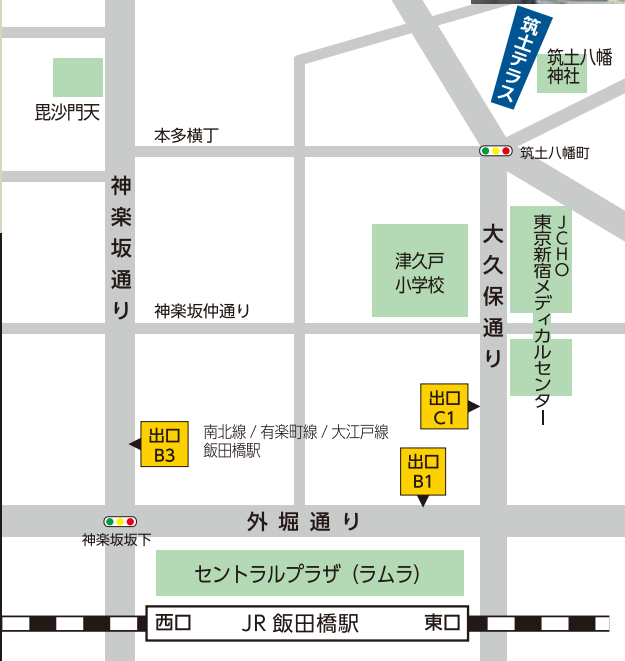 筑土テラス
筑土八幡
神社
毘沙門天
本多横丁
筑土八幡町
神楽坂通り
大久保通り
JCHO
東京新宿メディカルセンター
津久戸
小学校
神楽坂仲通り
出口
C1
出口
B3
南北線 / 有楽町線 / 大江戸線
飯田橋駅
出口
B1
外堀通り
神楽坂坂下
セントラルプラザ（ラムラ）
西口
JR 飯田橋駅
東口